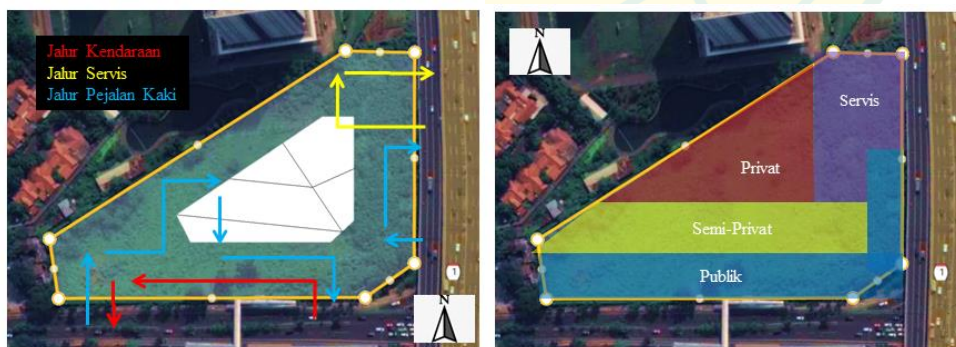 Jalur Kendaraan
Jalur Servis
Jalur Pejalan Kaki
1
N
N
Servis
Privat
Semi-Privat
Publik
1